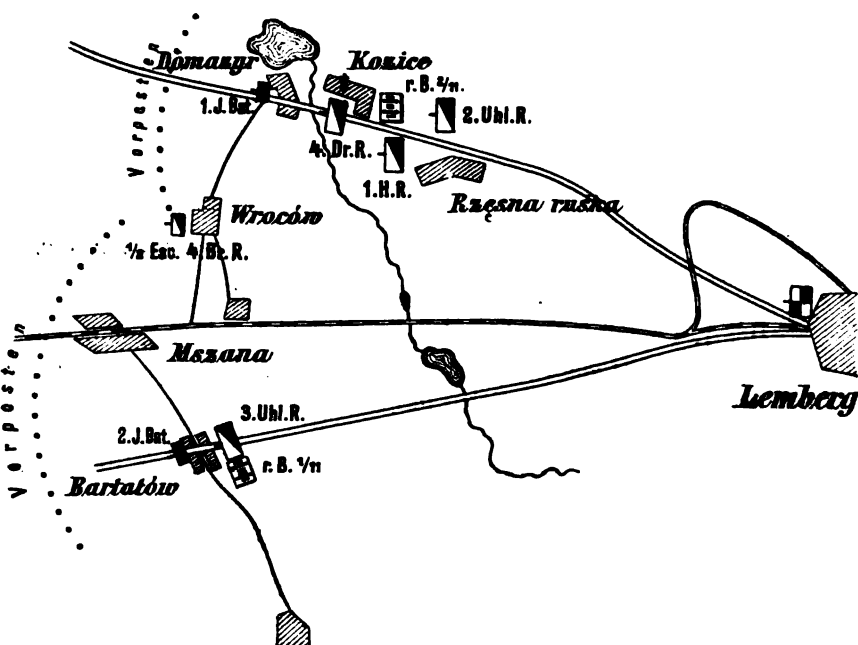 Domazyr
Kozice
r. B. 2/11.
1. J. Bat.
2. Uhl. R.
4. Dr. R.
1. H. R.
Vorposten
Rzęsna ruska
Wroców
1/2 Esc. 4. Dr. R.
Mszana
Lemberg
3. Uhl. R.
2. J. Bat.
r. B. 1/11
Bartatów
Vorposten